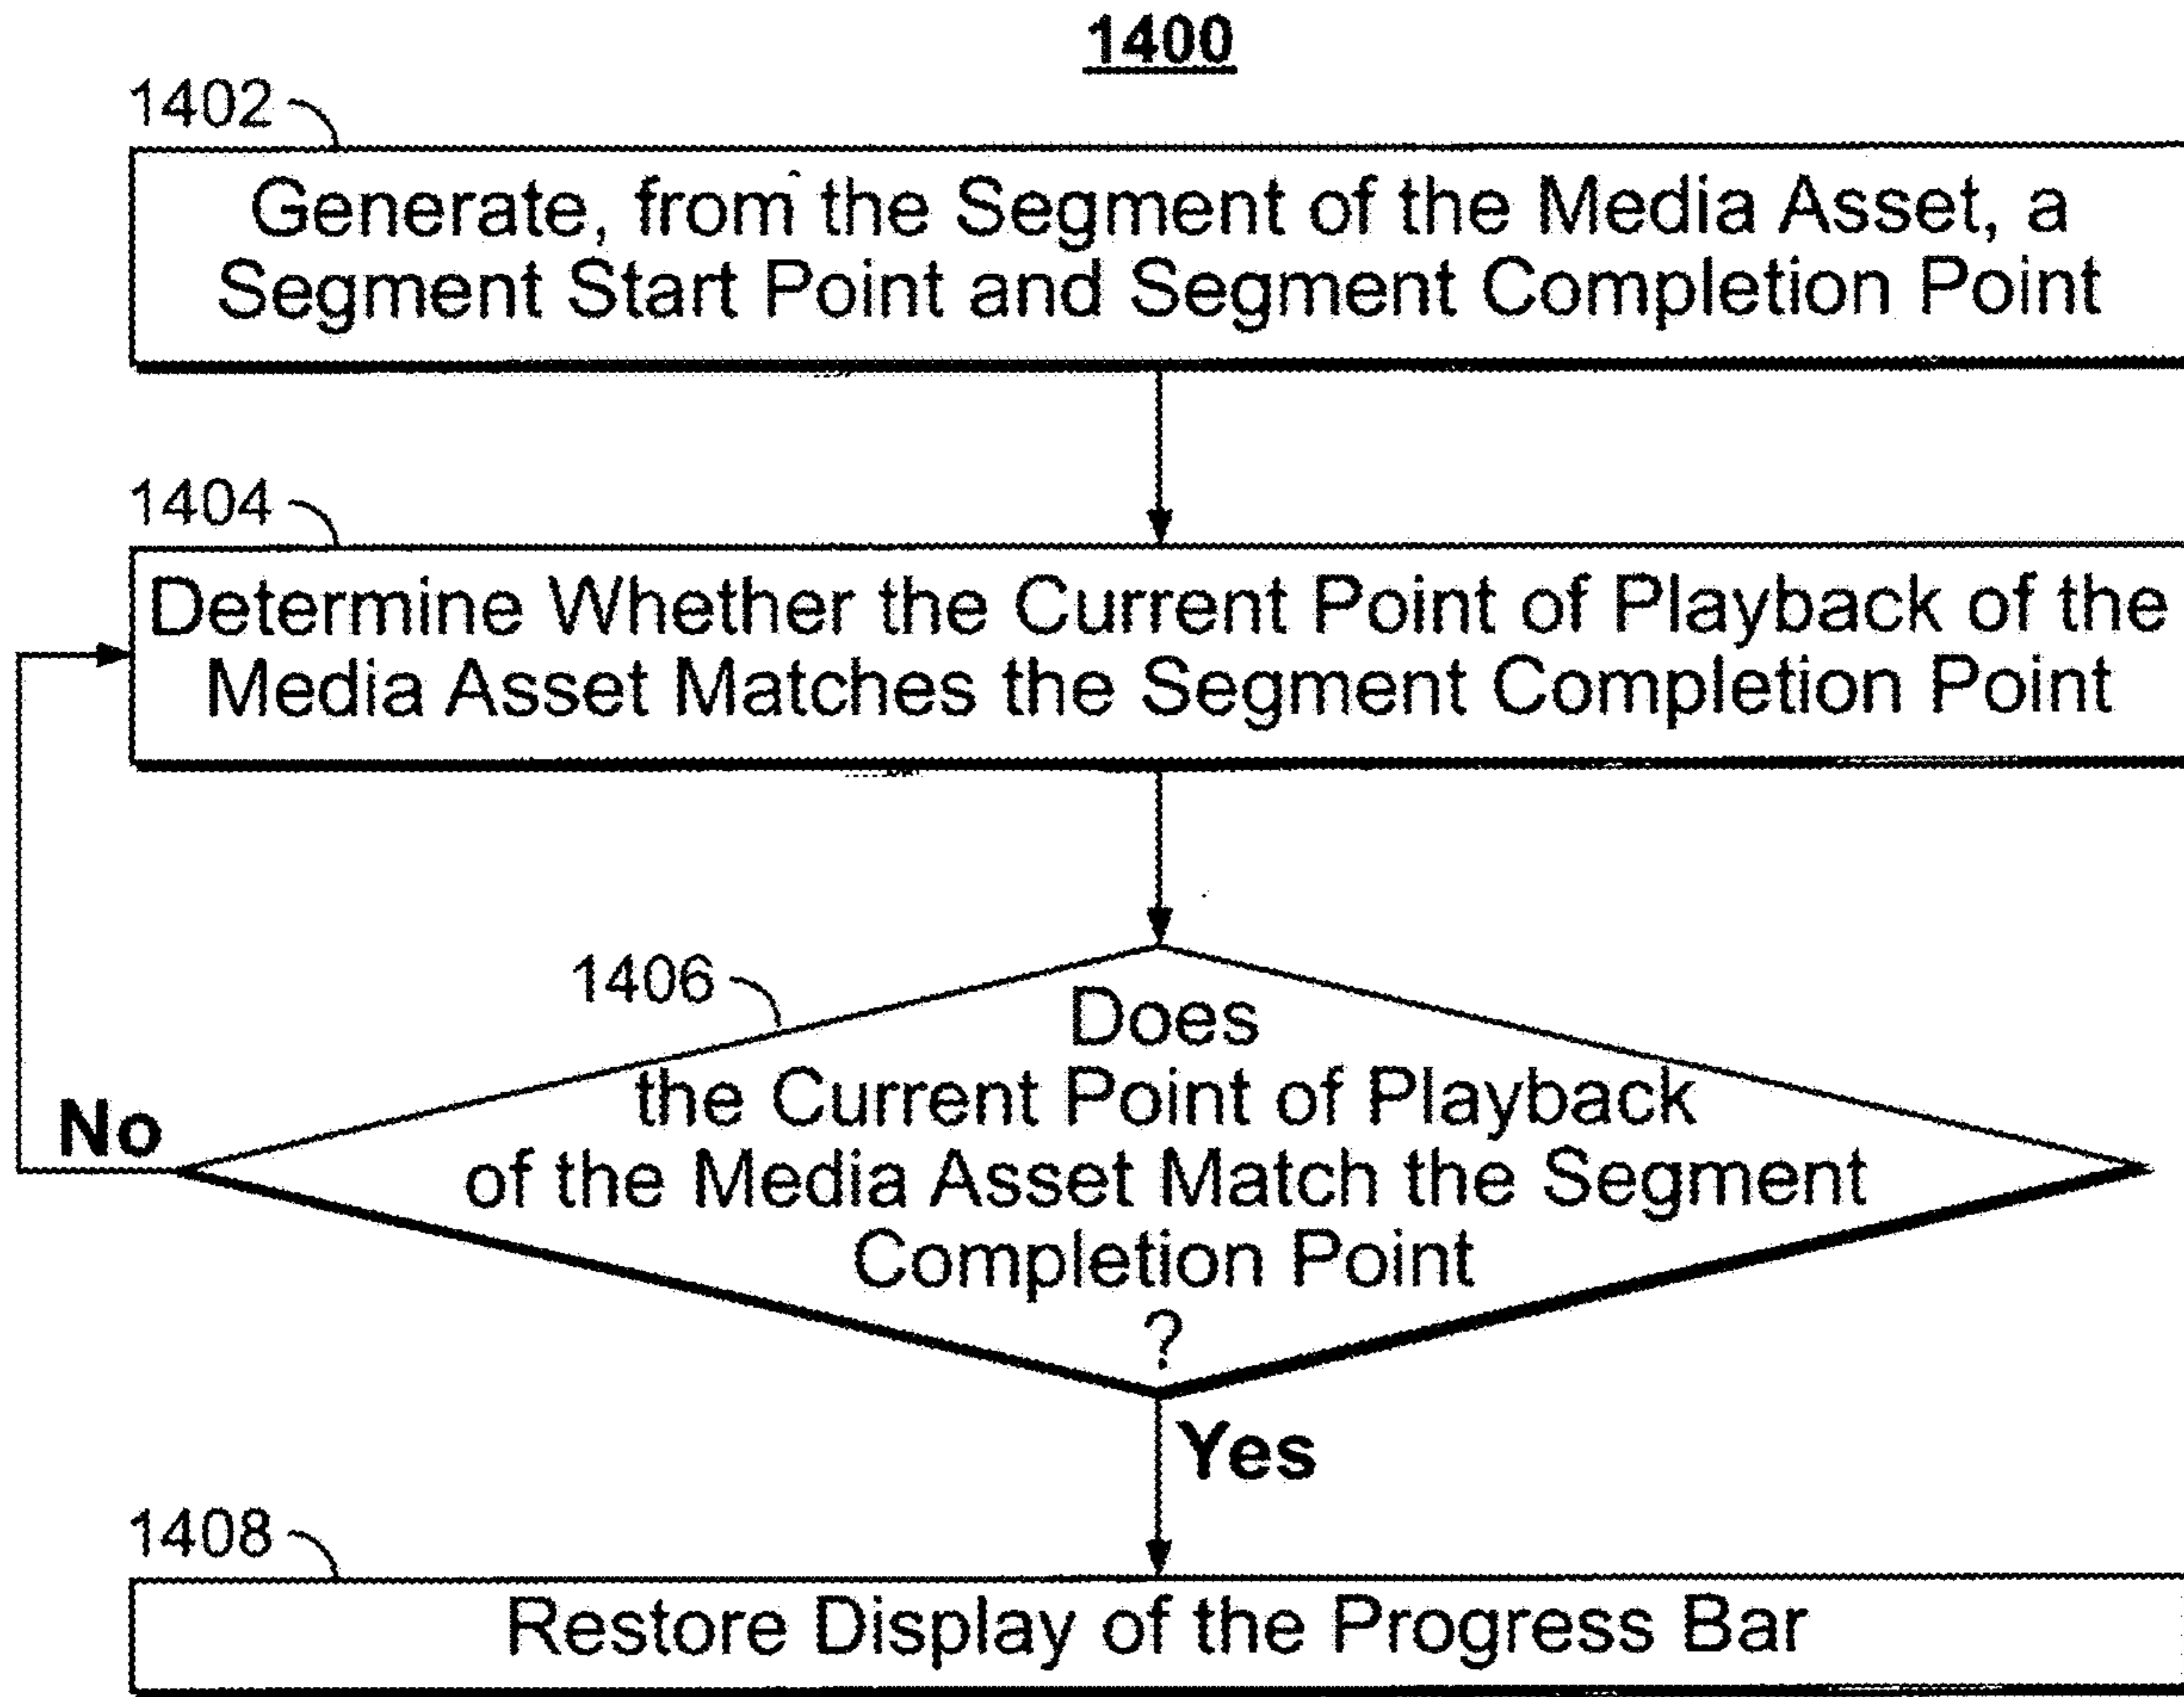 1400
1402
Generate, from the Segment of the Media Asset, a
Segment Start Point and Segment Completion Point
1404
Determine Whether the Current Point of Playback of the
Media Asset Matches the Segment Completion Point
1406
Does
the Current Point of Playback
of the Media Asset Match the Segment
Completion Point
?
No
Yes
1408
Restore Display of the Progress Bar